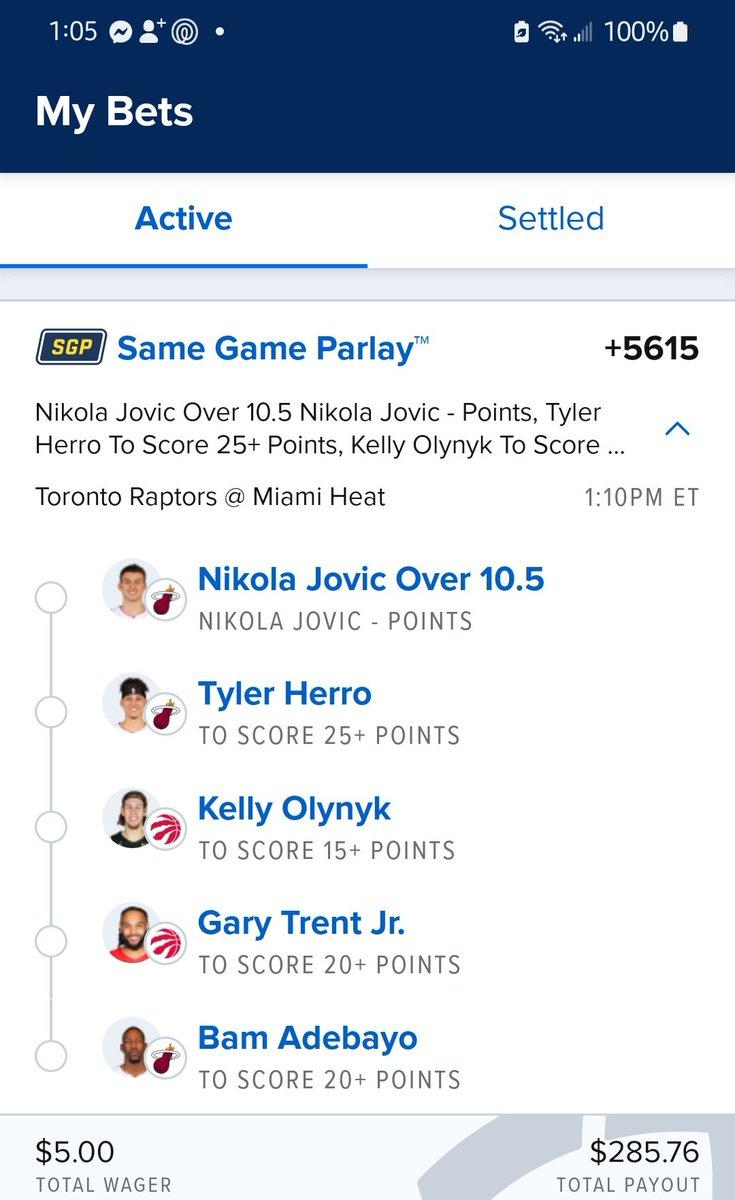 1:05
100%
My Bets
Active
Settled
SGP Same Game Parlay™ +5615
Nikola Jovic Over 10.5 Nikola Jovic - Points, Tyler
Herro To Score 25+ Points, Kelly Olynyk To Score ...
Toronto Raptors @ Miami Heat 1:10PM ET
Nikola Jovic Over 10.5
NIKOLA JOVIC - POINTS
Tyler Herro
TO SCORE 25+ POINTS
Kelly Olynyk
TO SCORE 15+ POINTS
Gary Trent Jr.
TO SCORE 20+ POINTS
Bam Adebayo
TO SCORE 20+ POINTS
$5.00 $285.76
TOTAL WAGER TOTAL PAYOUT